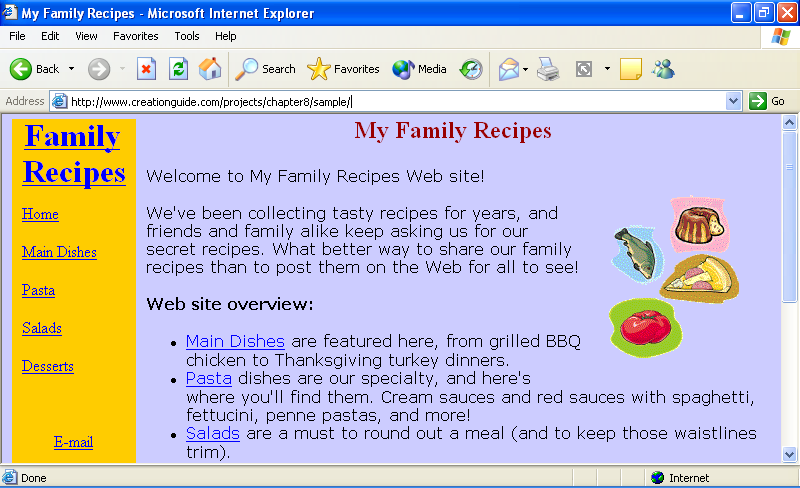 My Family Recipes - Microsoft Internet Explorer
File Edit View Favorites Tools Help
Back Search Favorites Media
Address http://www.creationguide.com/projects/chapter8/sample/ Go
Family
Recipes
Home
Main Dishes
Pasta
Salads
Desserts
E-mail
My Family Recipes
Welcome to My Family Recipes Web site!
We've been collecting tasty recipes for years, and
friends and family alike keep asking us for our
secret recipes. What better way to share our family
recipes than to post them on the Web for all to see!
Web site overview:
• Main Dishes are featured here, from grilled BBQ
chicken to Thanksgiving turkey dinners.
• Pasta dishes are our specialty, and here's
where you'll find them. Cream sauces and red sauces with spaghetti,
fettucini, penne pastas, and more!
• Salads are a must to round out a meal (and to keep those waistlines
trim).
Done Internet